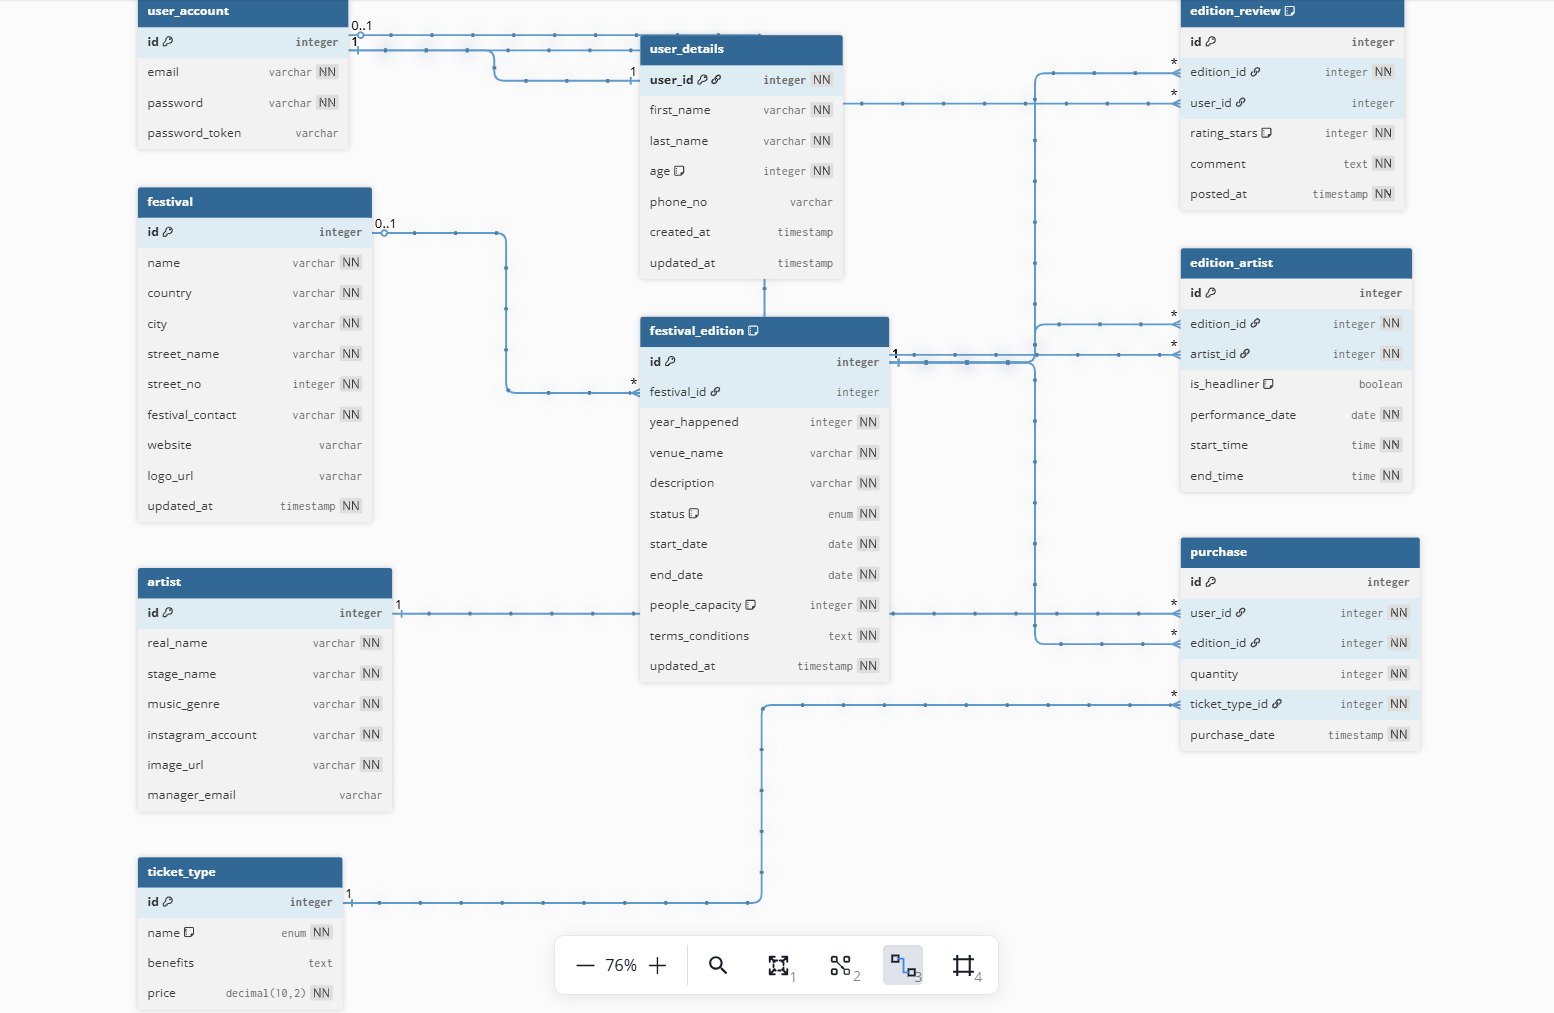 user_account
id integer
email varchar NN
password varchar NN
password_token varchar
0..1
1
1
user_details
user_id integer NN
first_name varchar NN
last_name varchar NN
age integer NN
phone_no varchar
created_at timestamp
updated_at timestamp
edition_review
id integer
* edition_id integer NN
* user_id integer
rating_stars integer NN
comment text NN
posted_at timestamp NN
festival
id integer
name varchar NN
country varchar NN
city varchar NN
street_name varchar NN
street_no integer NN
festival_contact varchar NN
website varchar
logo_url varchar
updated_at timestamp NN
0..1
*
festival_edition
id integer
festival_id integer
year_happened integer NN
venue_name varchar NN
description varchar NN
status enum NN
start_date date NN
end_date date NN
people_capacity integer NN
terms_conditions text NN
updated_at timestamp NN
1
edition_artist
id integer
* edition_id integer NN
* artist_id integer NN
is_headliner boolean
performance_date date NN
start_time time NN
end_time time NN
artist
id integer
real_name varchar NN
stage_name varchar NN
music_genre varchar NN
instagram_account varchar NN
image_url varchar NN
manager_email varchar
1
purchase
id integer
* user_id integer NN
* edition_id integer NN
quantity integer NN
* ticket_type_id integer NN
purchase_date timestamp NN
ticket_type
id integer
name enum NN
benefits text
price decimal(10,2) NN
1
76%
1
2
3
4